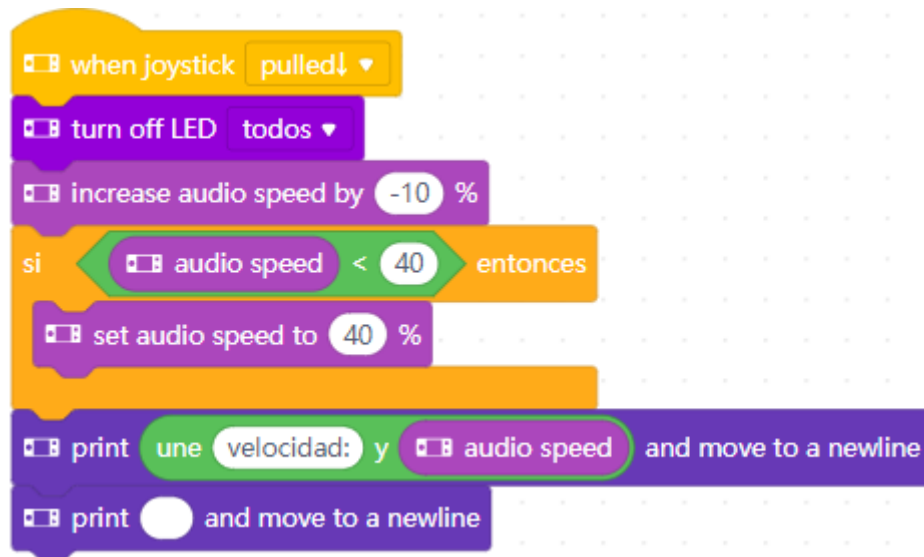 when joystick pulled↓
turn off LED todos
increase audio speed by -10 %
si audio speed < 40 entonces
set audio speed to 40 %
print une velocidad: y audio speed and move to a newline
print and move to a newline